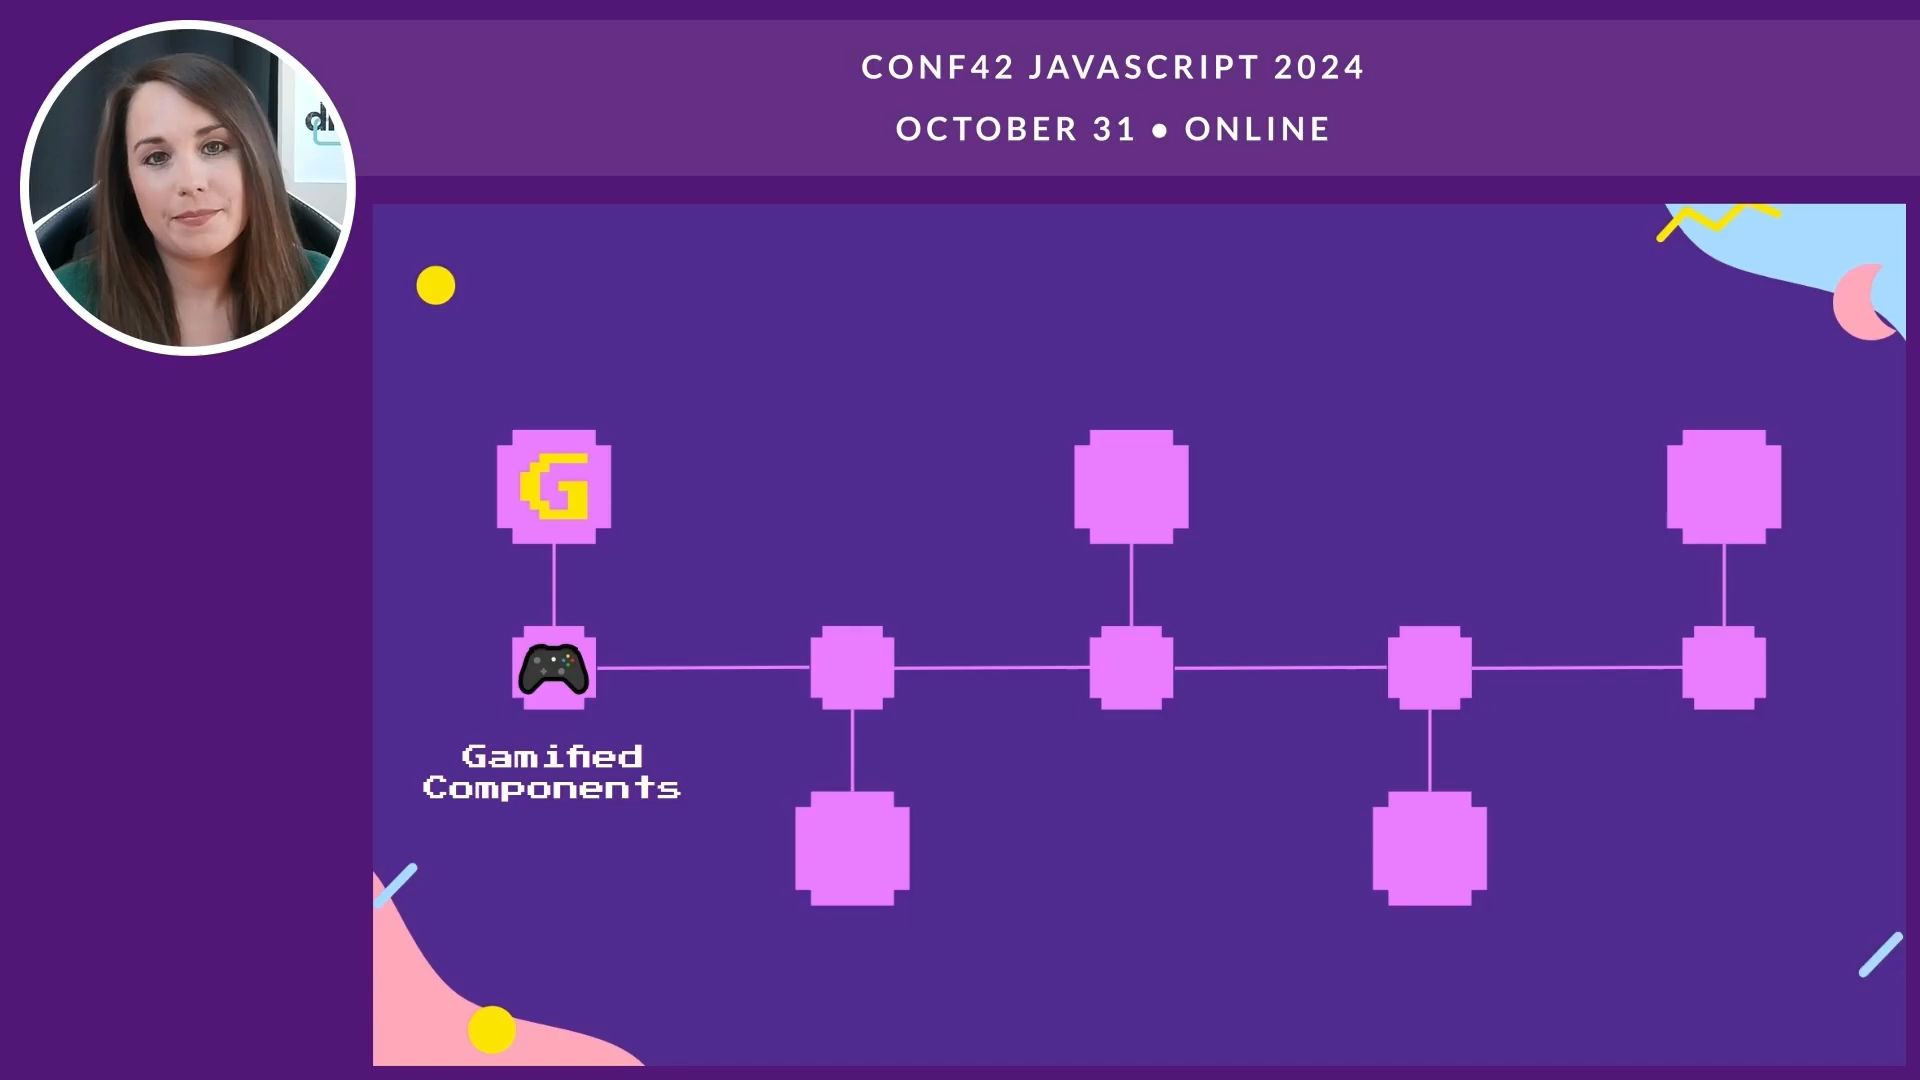 CONF42 JAVASCRIPT 2024
OCTOBER 31 • ONLINE
G
Gamified
Components